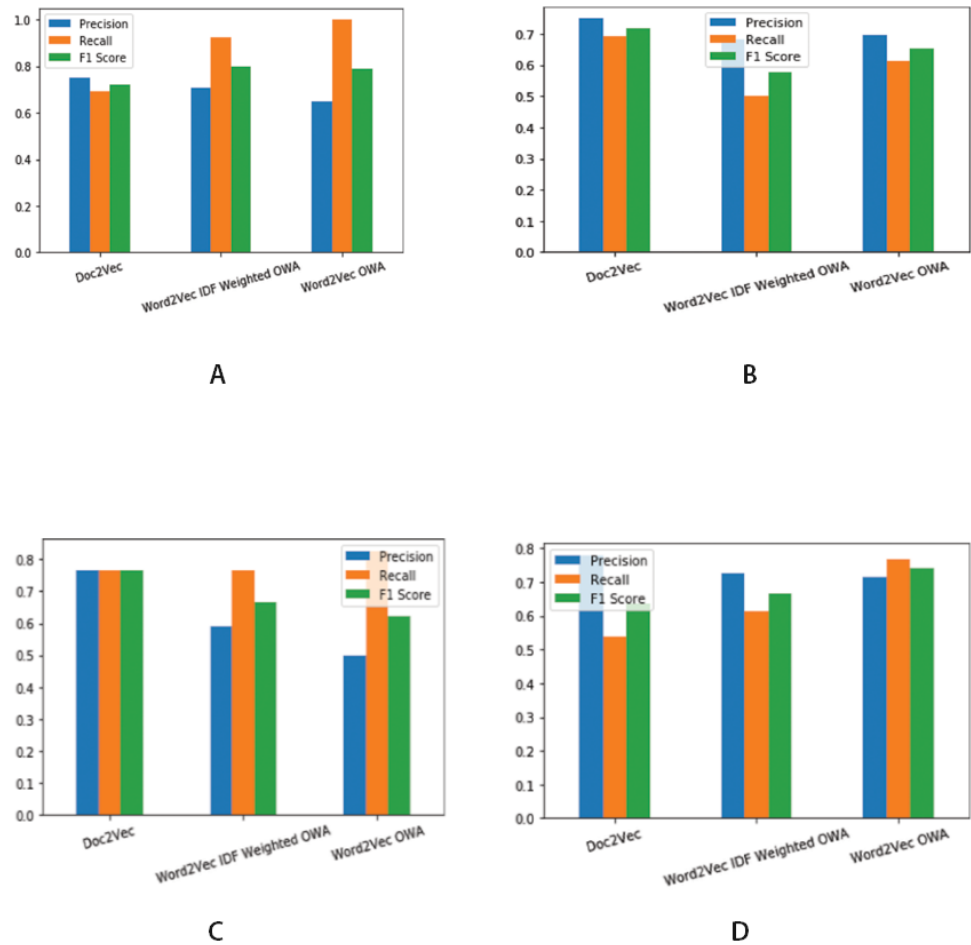 1.0
0.8
0.6
0.4
0.2
0.0
Precision
Recall
F1 Score
Doc2Vec
Word2Vec IDF Weighted OWA
Word2Vec OWA
A
0.7
0.6
0.5
0.4
0.3
0.2
0.1
0.0
Precision
Recall
F1 Score
Doc2Vec
Word2Vec IDF Weighted OWA
Word2Vec OWA
B
0.8
0.7
0.6
0.5
0.4
0.3
0.2
0.1
0.0
Precision
Recall
F1 Score
Doc2Vec
Word2Vec IDF Weighted OWA
Word2Vec OWA
C
0.8
0.7
0.6
0.5
0.4
0.3
0.2
0.1
0.0
Precision
Recall
F1 Score
Doc2Vec
Word2Vec IDF Weighted OWA
Word2Vec OWA
D